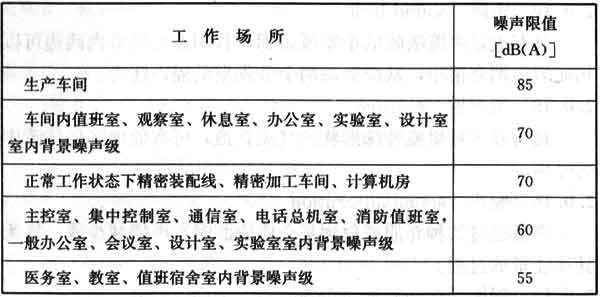 工作场所
噪声限值
[dB(A)]
生产车间
85
车间内值班室、观察室、休息室、办公室、实验室、设计室
室内背景噪声级
70
正常工作状态下精密装配线、精密加工车间、计算机房
70
主控室、集中控制室、通信室、电话总机室、消防值班室，
一般办公室、会议室、设计室、实验室室内背景噪声级
60
医务室、教室、值班宿舍室内背景噪声级
55